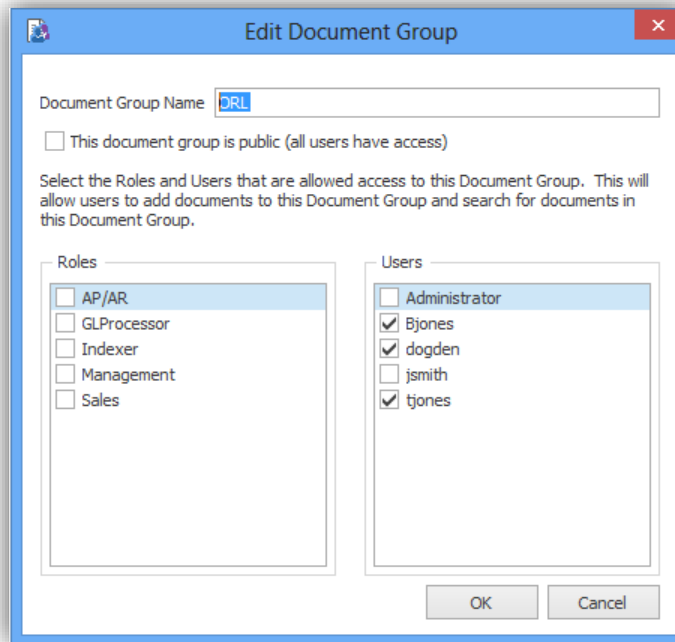 Edit Document Group
Document Group Name ORL
This document group is public (all users have access)
Select the Roles and Users that are allowed access to this Document Group. This will
allow users to add documents to this Document Group and search for documents in
this Document Group.
Roles
AP/AR
GLProcessor
Indexer
Management
Sales
Users
Administrator
Bjones
dogden
jsmith
tjones
OK Cancel